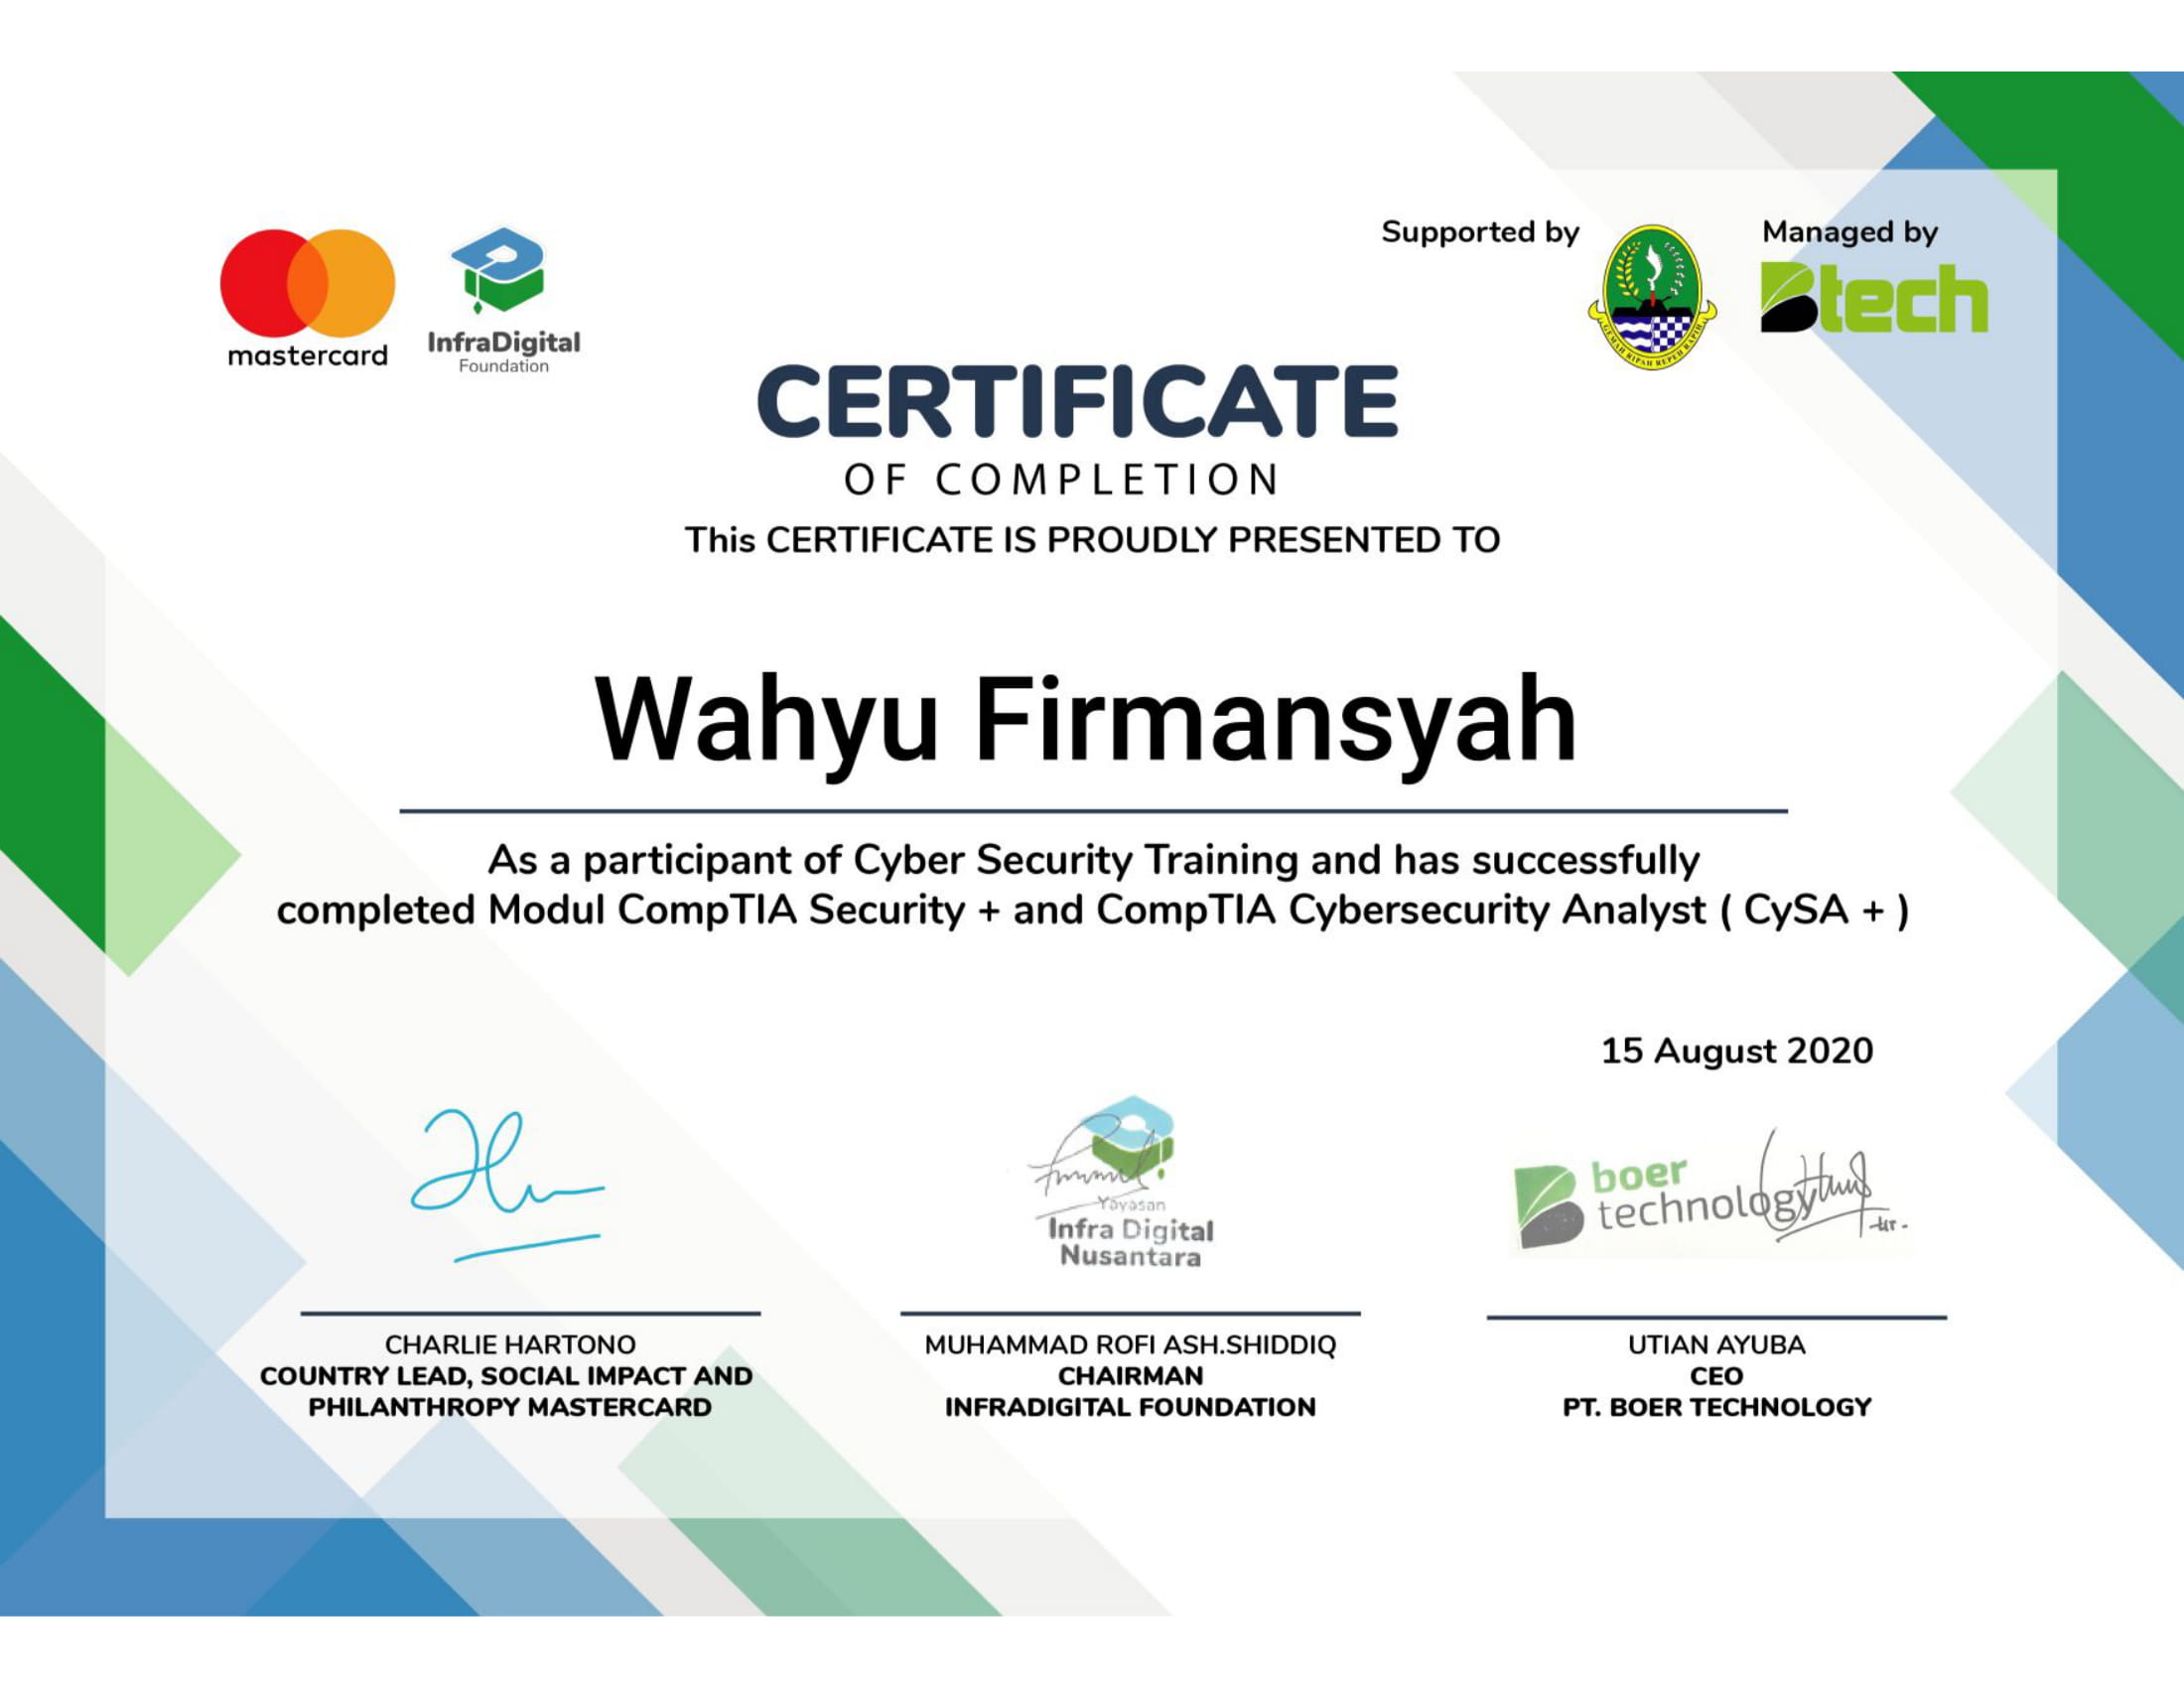 Supported by
Managed by
Btech
mastercard
InfraDigital
Foundation
GEMAH RIPAH REPEH RAPIH
CERTIFICATE
OF COMPLETION
This CERTIFICATE IS PROUDLY PRESENTED TO
Wahyu Firmansyah
As a participant of Cyber Security Training and has successfully
completed Modul CompTIA Security + and CompTIA Cybersecurity Analyst ( CySA + )
15 August 2020
Yayasan
Infra Digital
Nusantara
boer
technology
CHARLIE HARTONO
COUNTRY LEAD, SOCIAL IMPACT AND
PHILANTHROPY MASTERCARD
MUHAMMAD ROFI ASH.SHIDDIQ
CHAIRMAN
INFRADIGITAL FOUNDATION
UTIAN AYUBA
CEO
PT. BOER TECHNOLOGY